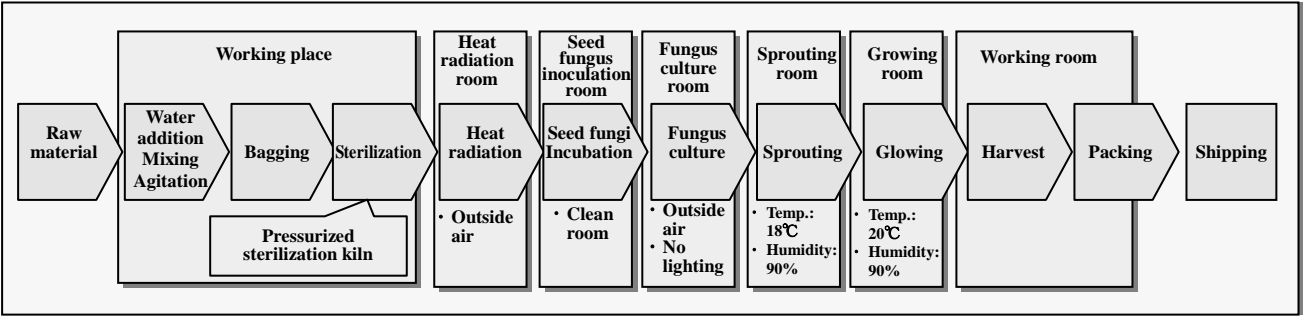 Working place
Heat
radiation
room
Seed
fungus
inoculation
room
Fungus
culture
room
Sprouting
room
Growing
room
Working room
Raw
material
Water
addition
Mixing
Agitation
Bagging
Sterilization
Heat
radiation
Seed fungi
Incubation
Fungus
culture
Sprouting
Glowing
Harvest
Packing
Shipping
Pressurized
sterilization kiln
・ Outside
air
・ Clean
room
・ Outside
air
・ No
lighting
・ Temp.:
18℃
・ Humidity:
90%
・ Temp.:
20℃
・ Humidity:
90%